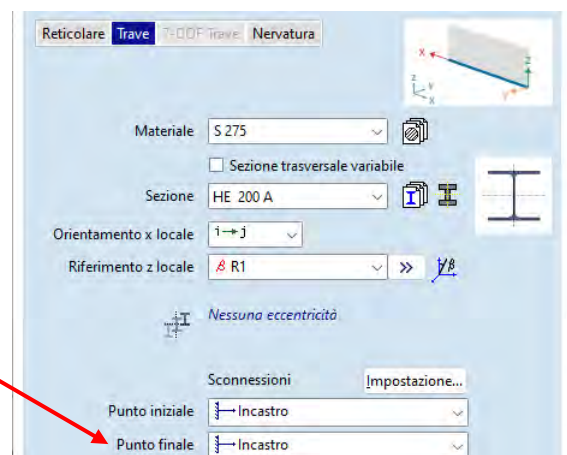 Reticolare Trave 7-DOF Trave Nervatura
x z y
z y x
Materiale S 275
Sezione trasversale variabile
Sezione HE 200 A
Orientamento x locale i→j
Riferimento z locale β R1 » β
Nessuna eccentricità
Sconnessioni Impostazione...
Punto iniziale Incastro
Punto finale Incastro